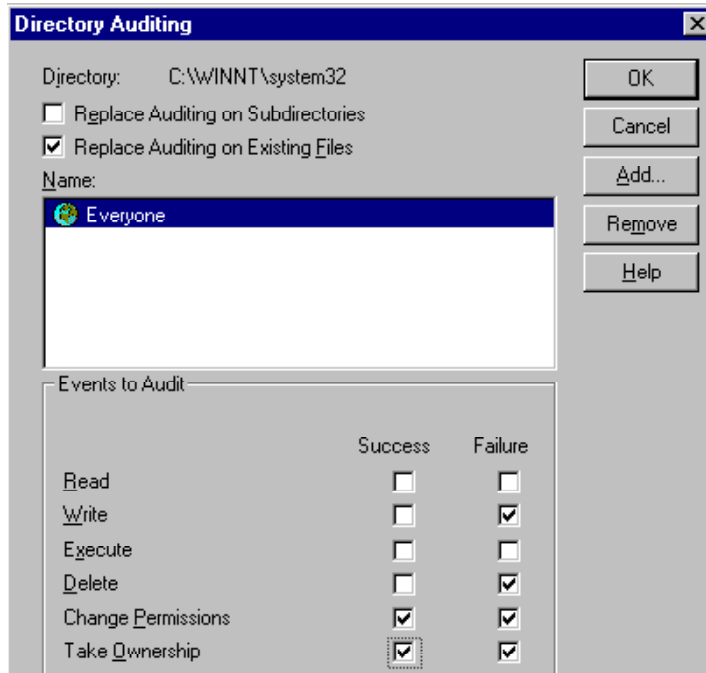 Directory Auditing
Directory: C:\WINNT\system32
Replace Auditing on Subdirectories
Replace Auditing on Existing Files
Name:
Everyone
OK
Cancel
Add...
Remove
Help
Events to Audit
Success Failure
Read
Write
Execute
Delete
Change Permissions
Take Ownership